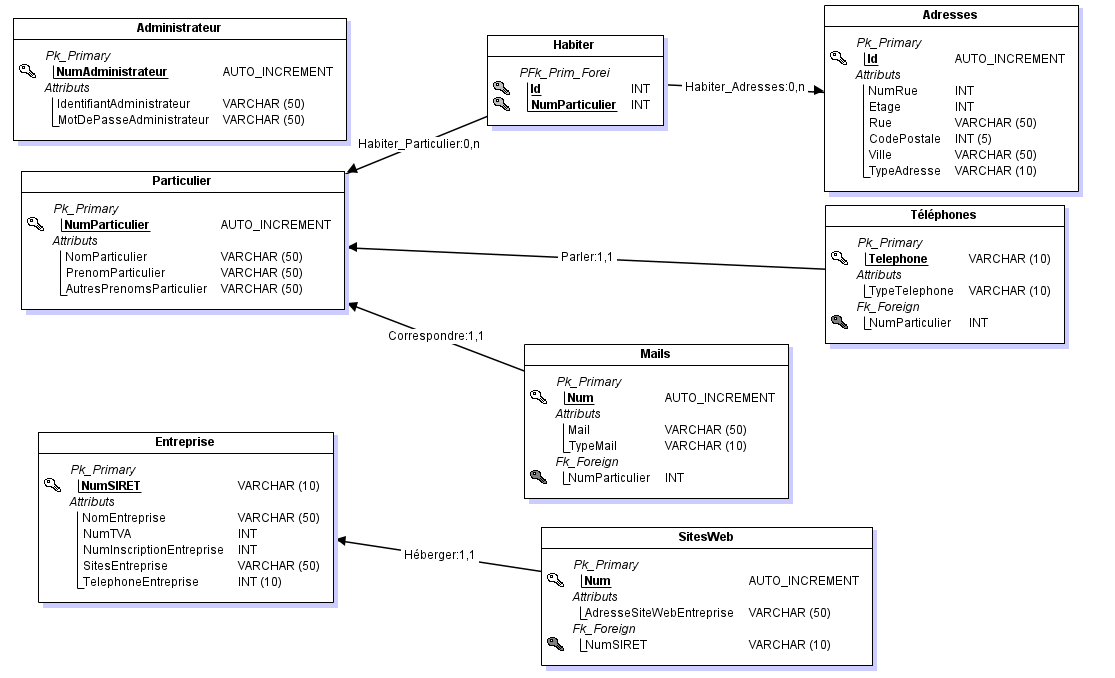 Administrateur
Pk_Primary
NumAdministrateur AUTO_INCREMENT
Attributs
IdentifiantAdministrateur VARCHAR (50)
MotDePasseAdministrateur VARCHAR (50)
Habiter
PFk_Prim_Forei
Id INT
NumParticulier INT
Habiter_Adresses:0,n
Adresses
Pk_Primary
Id AUTO_INCREMENT
Attributs
NumRue INT
Etage INT
Rue VARCHAR (50)
CodePostale INT (5)
Ville VARCHAR (50)
TypeAdresse VARCHAR (10)
Habiter_Particulier:0,n
Particulier
Pk_Primary
NumParticulier AUTO_INCREMENT
Attributs
NomParticulier VARCHAR (50)
PrenomParticulier VARCHAR (50)
AutresPrenomsParticulier VARCHAR (50)
Parler:1,1
Téléphones
Pk_Primary
Telephone VARCHAR (10)
Attributs
TypeTelephone VARCHAR (10)
Fk_Foreign
NumParticulier INT
Correspondre:1,1
Mails
Pk_Primary
Num AUTO_INCREMENT
Attributs
Mail VARCHAR (50)
TypeMail VARCHAR (10)
Fk_Foreign
NumParticulier INT
Entreprise
Pk_Primary
NumSIRET VARCHAR (10)
Attributs
NomEntreprise VARCHAR (50)
NumTVA INT
NumInscriptionEntreprise INT
SitesEntreprise VARCHAR (50)
TelephoneEntreprise INT (10)
Héberger:1,1
SitesWeb
Pk_Primary
Num AUTO_INCREMENT
Attributs
AdresseSiteWebEntreprise VARCHAR (50)
Fk_Foreign
NumSIRET VARCHAR (10)